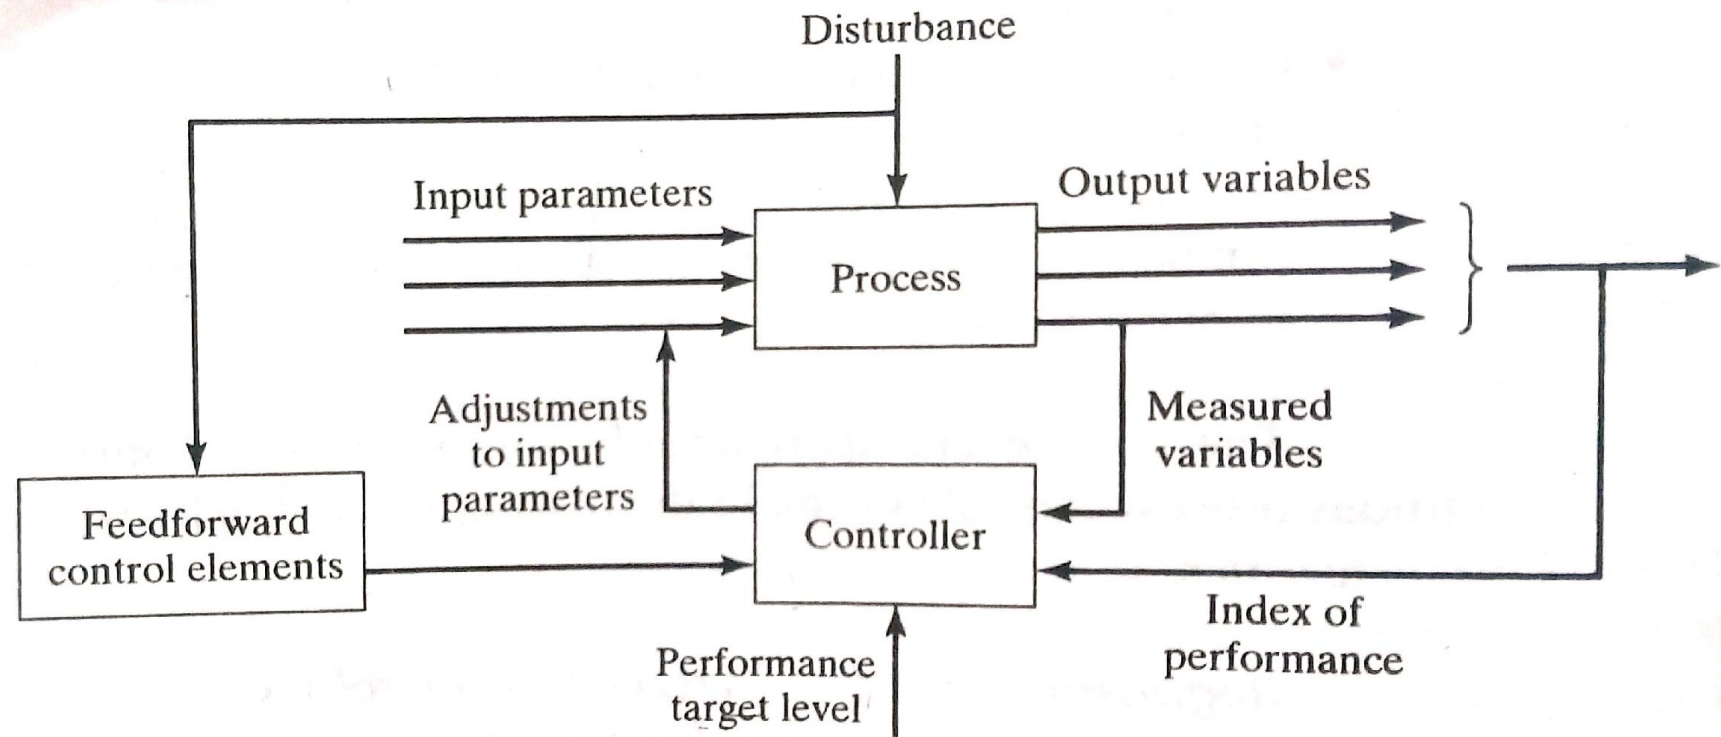 Disturbance
Input parameters
Output variables
Process
Adjustments
to input
parameters
Measured
variables
Feedforward
control elements
Controller
Index of
performance
Performance
target level